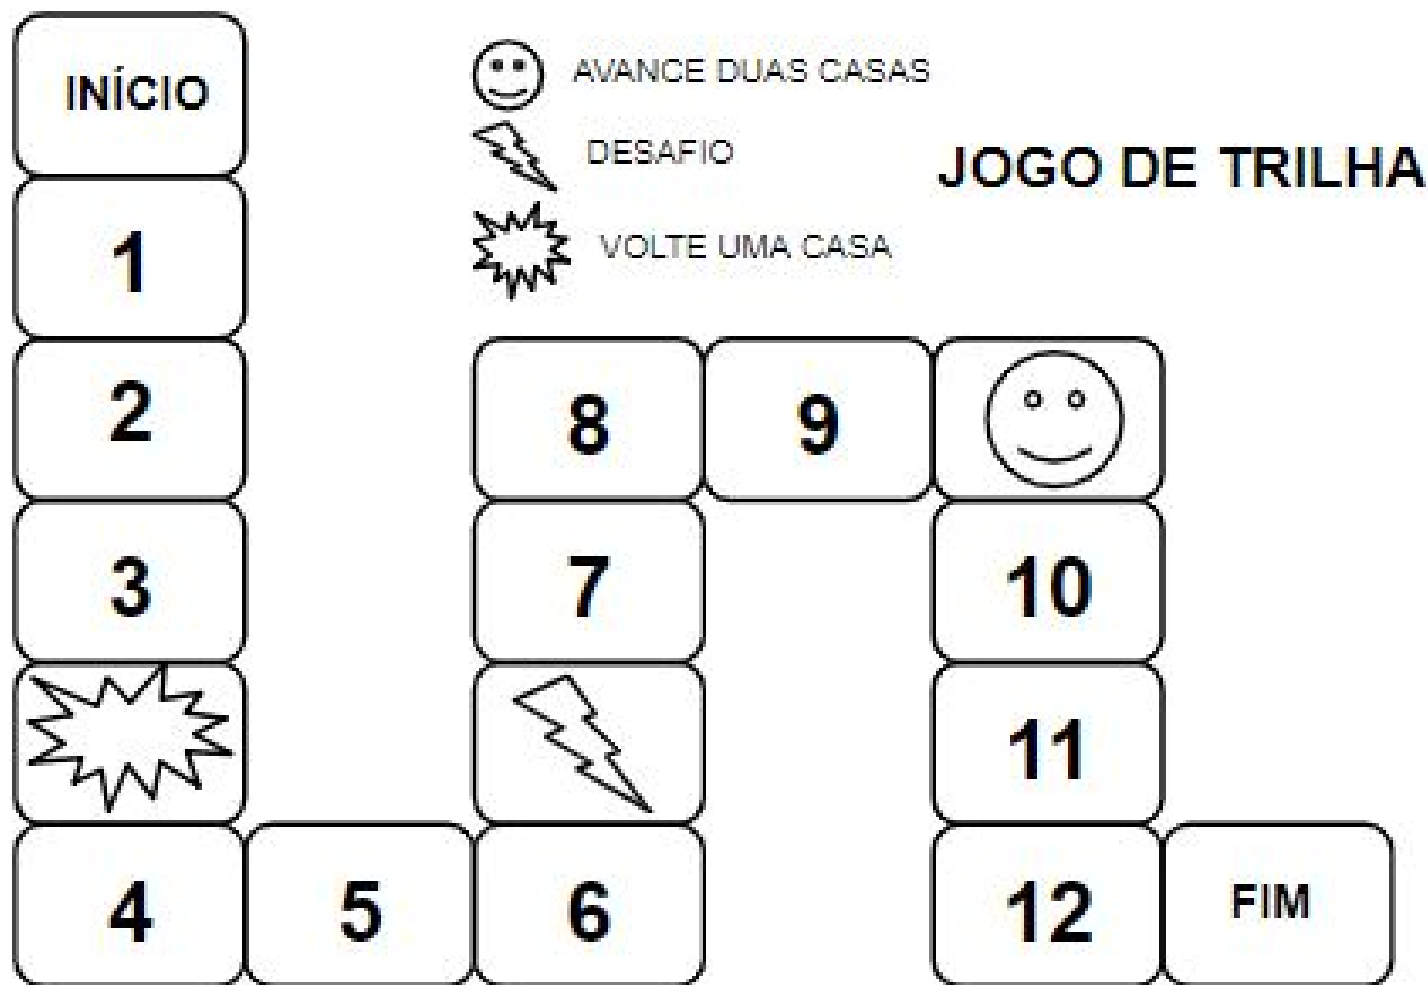 INÍCIO
AVANCE DUAS CASAS
DESAFIO
JOGO DE TRILHA
VOLTE UMA CASA
1
2
3
4
5
6
7
8
9
10
11
12
FIM